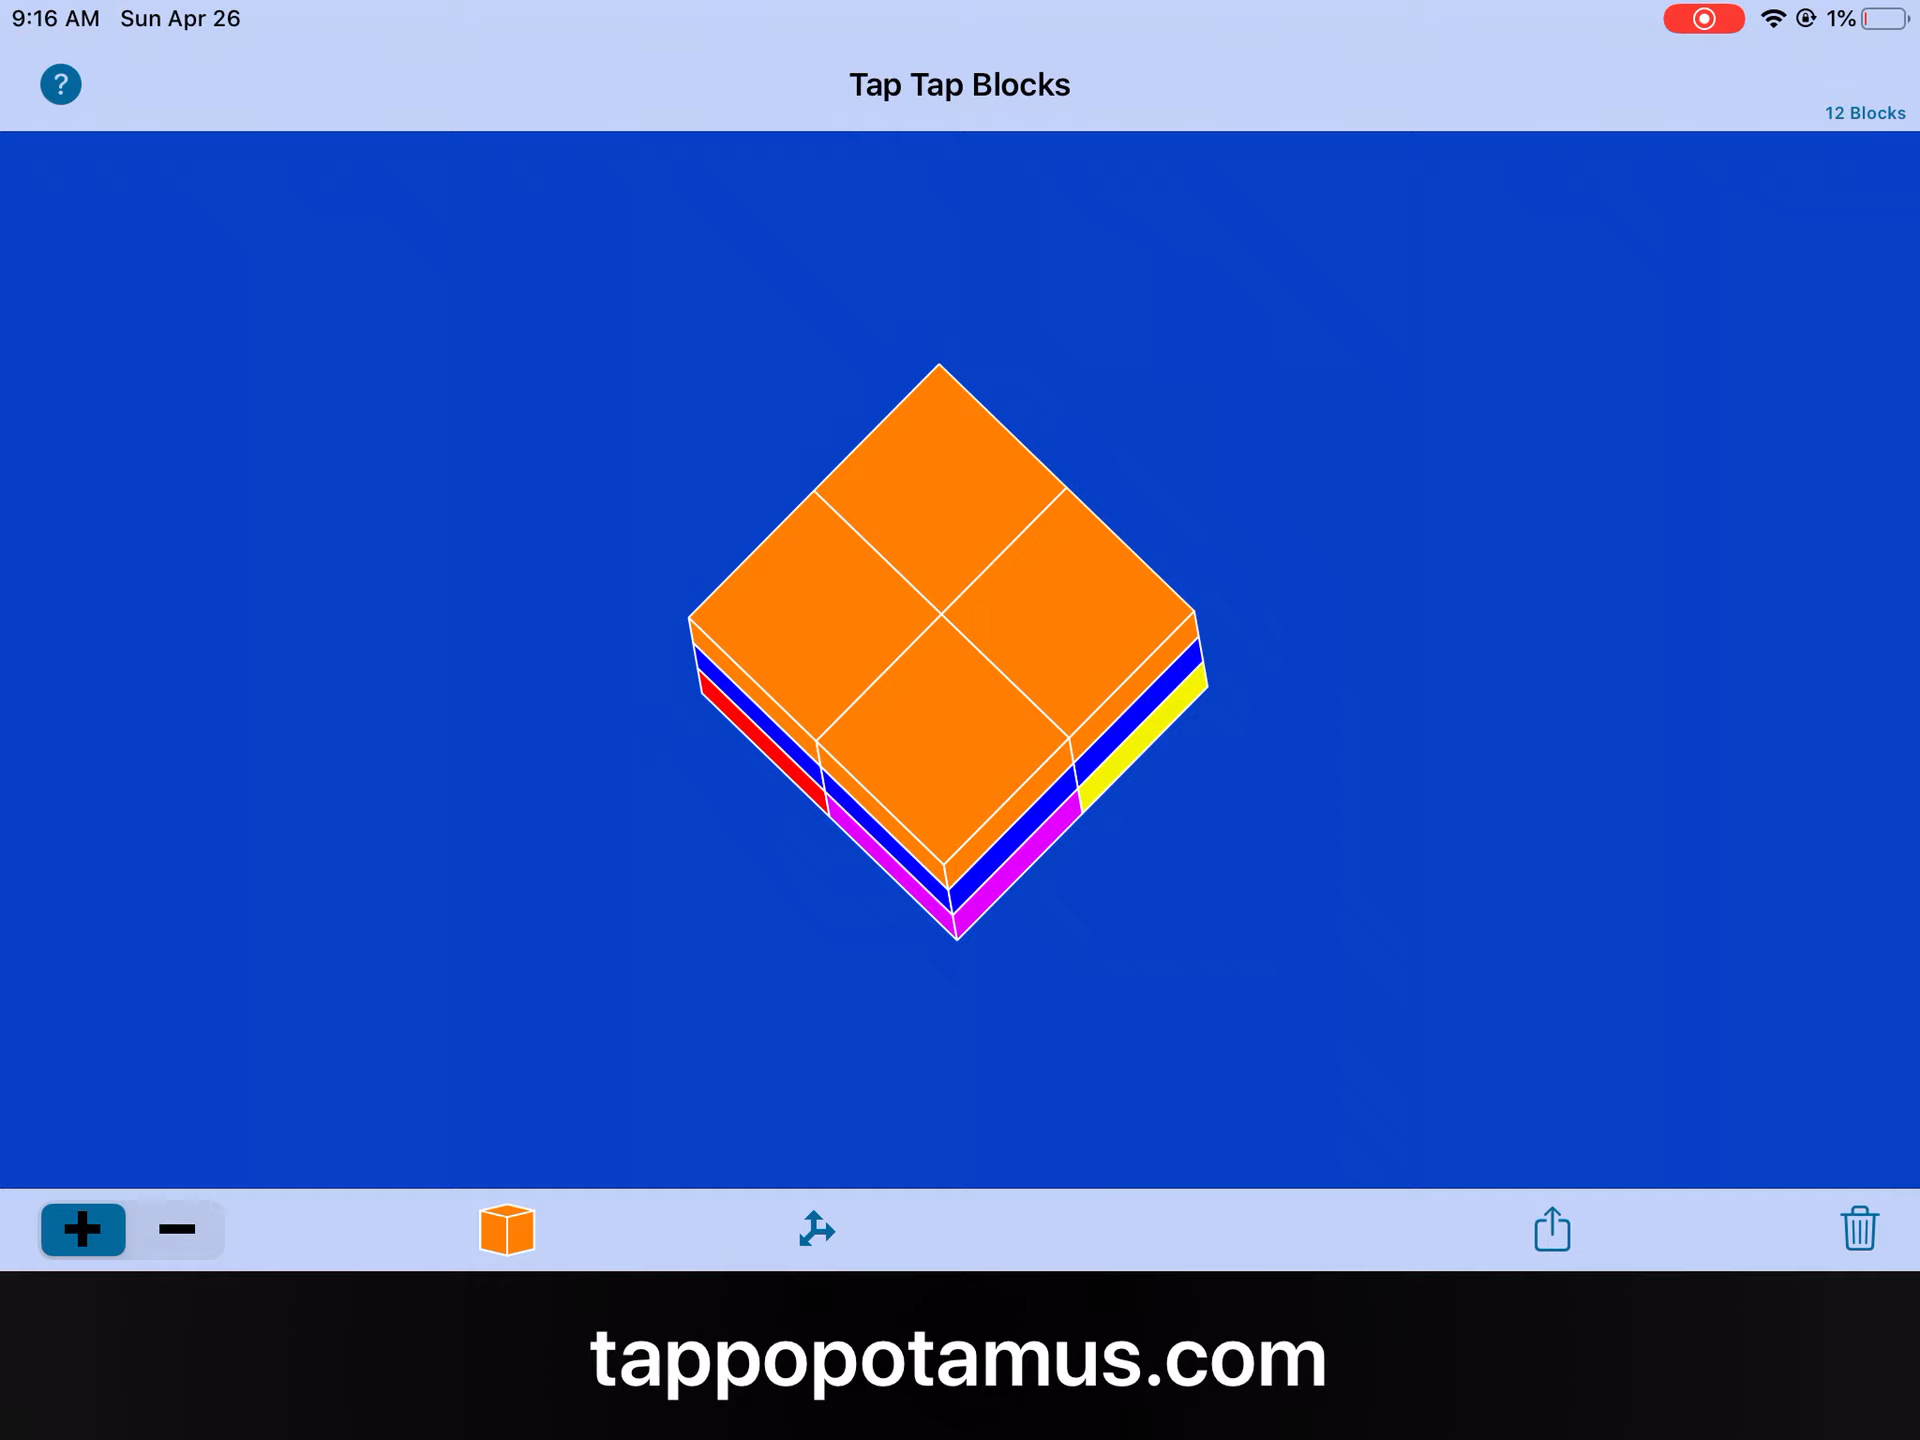 9:16 AM Sun Apr 26
1%
?
Tap Tap Blocks
12 Blocks
tappopotamus.com